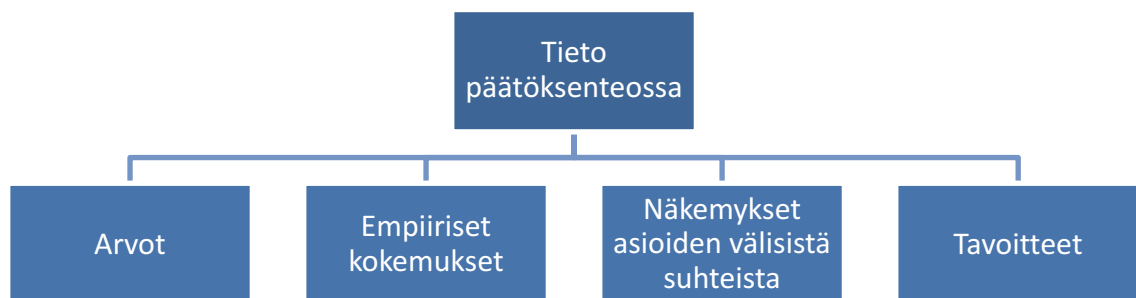 Tieto
päätöksenteossa
Arvot
Empiiriset
kokemukset
Näkemykset
asioiden välisistä
suhteista
Tavoitteet